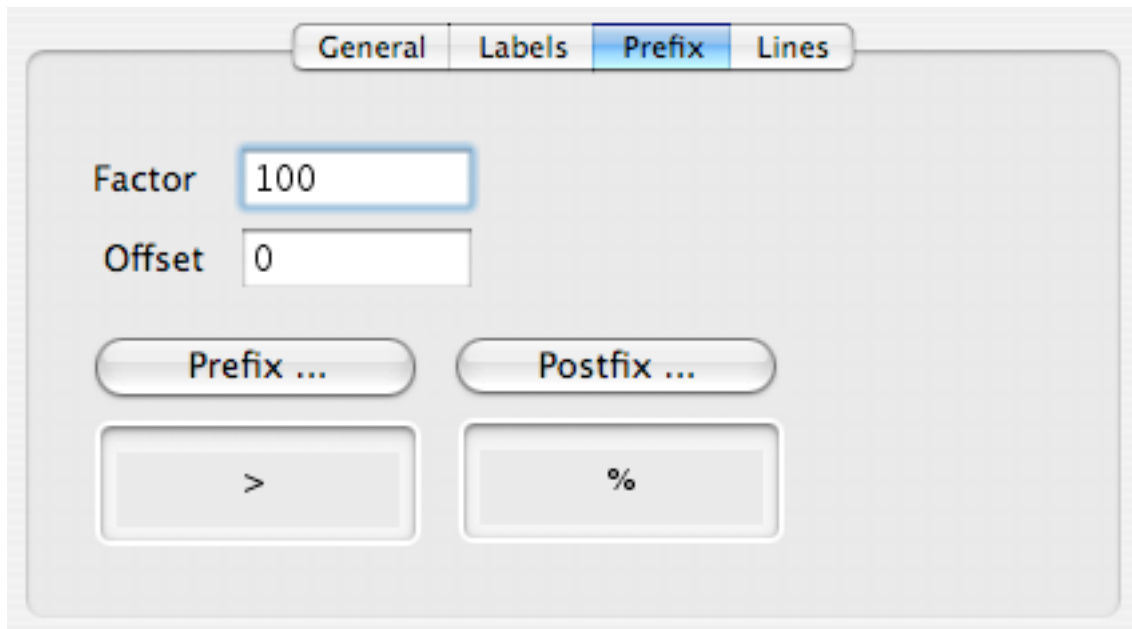 General Labels Prefix Lines
Factor 100
Offset 0
Prefix ... Postfix ...
> %